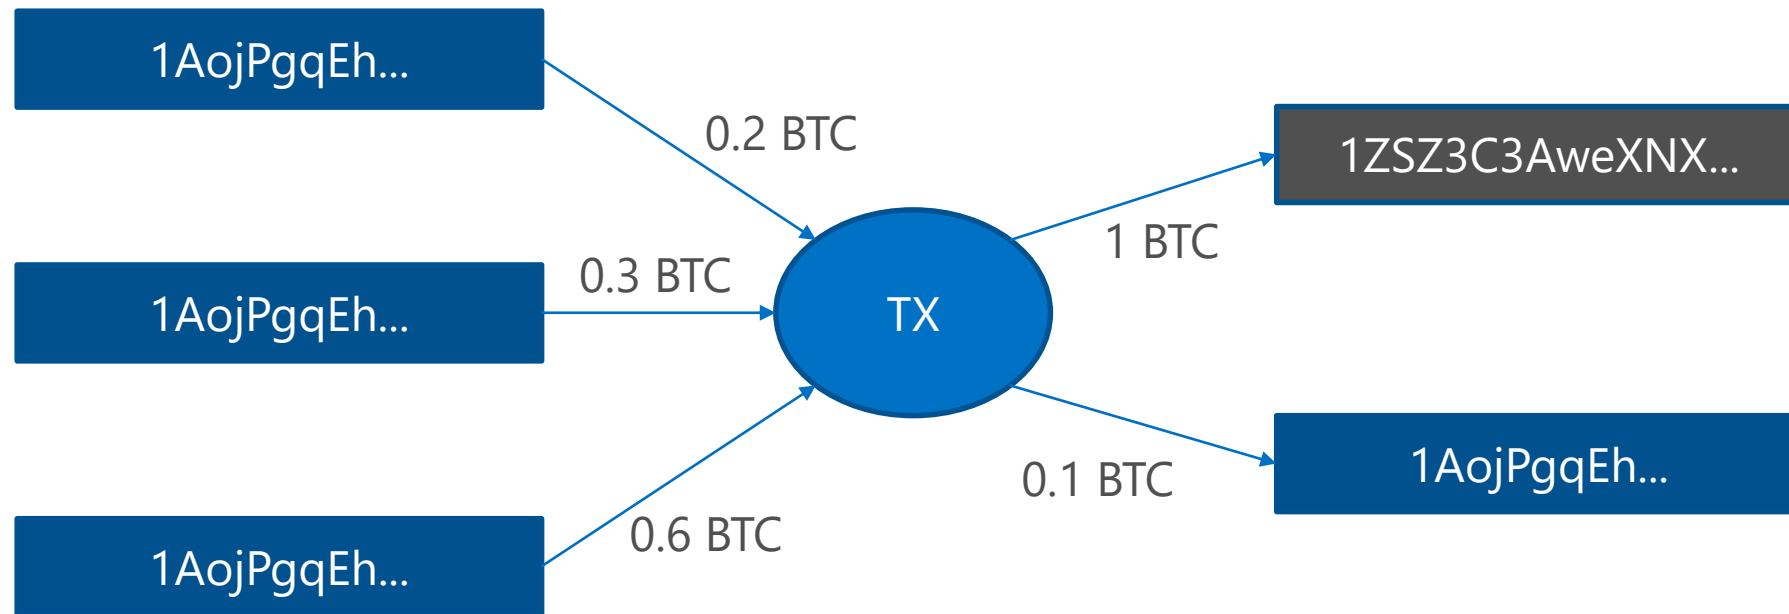 1AojPgqEh...
0.2 BTC
1ZSZ3C3AweXNX...
1 BTC
0.3 BTC
1AojPgqEh...
TX
0.1 BTC
1AojPgqEh...
0.6 BTC
1AojPgqEh...